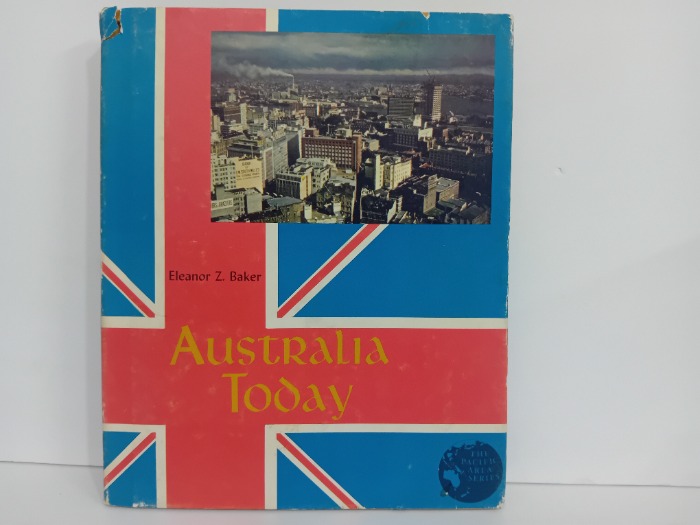 Eleanor Z. Baker
Australia
Today
The
Pacific
Area
Series